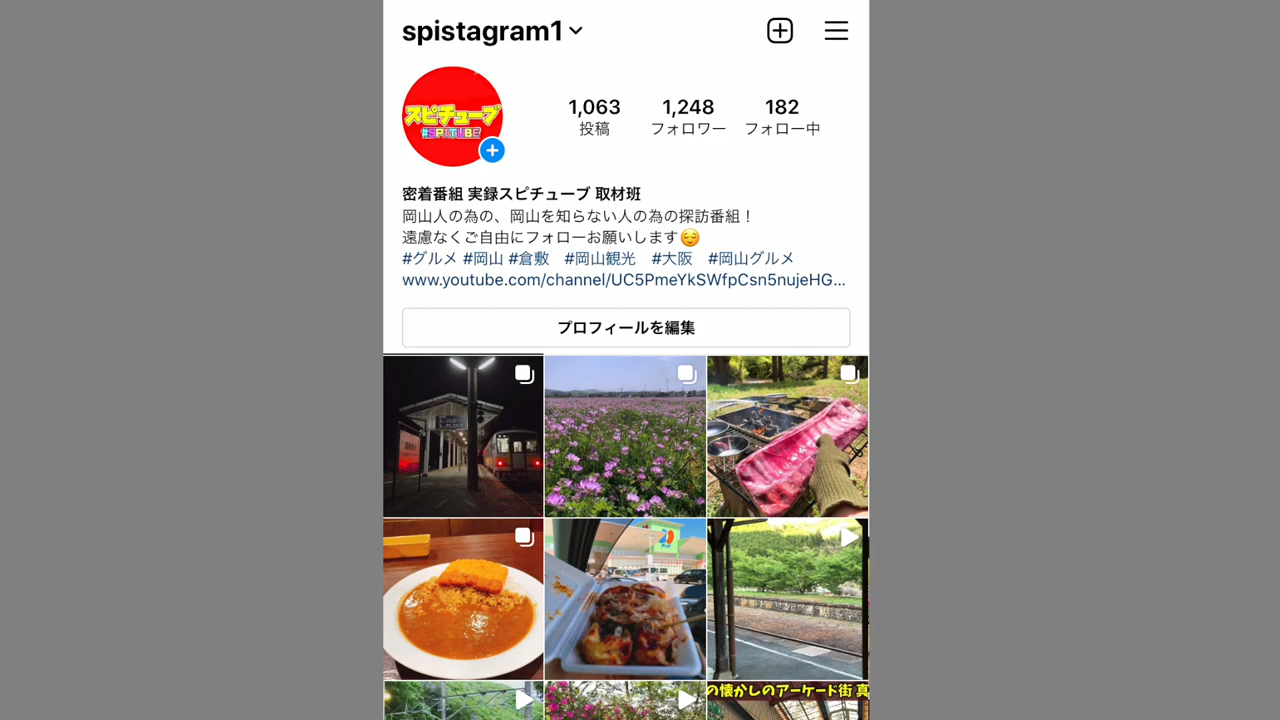 spistagram1
スピチューブ
#SPITUBE
1,063
投稿
1,248
フォロワー
182
フォロー中
密着番組 実録スピチューブ 取材班
岡山人の為の、岡山を知らない人の為の探訪番組！
遠慮なくご自由にフォローお願いします😌
#グルメ #岡山 #倉敷　#岡山観光　#大阪　#岡山グルメ
www.youtube.com/channel/UC5PmeYkSWfpCsn5nujeHG...
プロフィールを編集
の懐かしのアーケード街 真